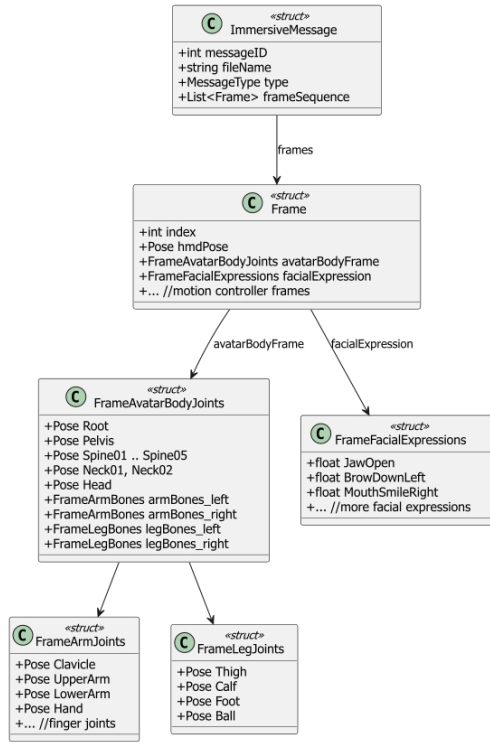 C
«struct»
ImmersiveMessage
+int messageID
+string fileName
+MessageType type
+List<Frame> frameSequence
frames
C
«struct»
Frame
+int index
+Pose hmdPose
+FrameAvatarBodyJoints avatarBodyFrame
+FrameFacialExpressions facialExpression
+... //motion controller frames
avatarBodyFrame
facialExpression
C
«struct»
FrameAvatarBodyJoints
+Pose Root
+Pose Pelvis
+Pose Spine01 .. Spine05
+Pose Neck01, Neck02
+Pose Head
+FrameArmBones armBones_left
+FrameArmBones armBones_right
+FrameLegBones legBones_left
+FrameLegBones legBones_right
C
«struct»
FrameFacialExpressions
+float JawOpen
+float BrowDownLeft
+float MouthSmileRight
+... //more facial expressions
C
«struct»
FrameArmJoints
+Pose Clavicle
+Pose UpperArm
+Pose LowerArm
+Pose Hand
+... //finger joints
C
«struct»
FrameLegJoints
+Pose Thigh
+Pose Calf
+Pose Foot
+Pose Ball